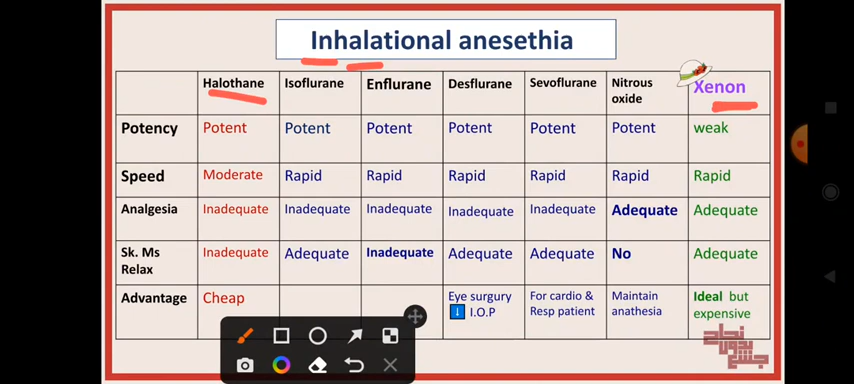 Inhalational anesethia
Halothane Isoflurane Enflurane Desflurane Sevoflurane Nitrous oxide Xenon
Potency Potent Potent Potent Potent Potent Potent weak
Speed Moderate Rapid Rapid Rapid Rapid Rapid Rapid
Analgesia Inadequate Inadequate Inadequate Inadequate Inadequate Adequate Adequate
Sk. Ms Relax Inadequate Adequate Inadequate Adequate Adequate No Adequate
Advantage Cheap Eye surgury ↓ I.O.P For cardio & Resp patient Maintain anathesia Ideal but expensive